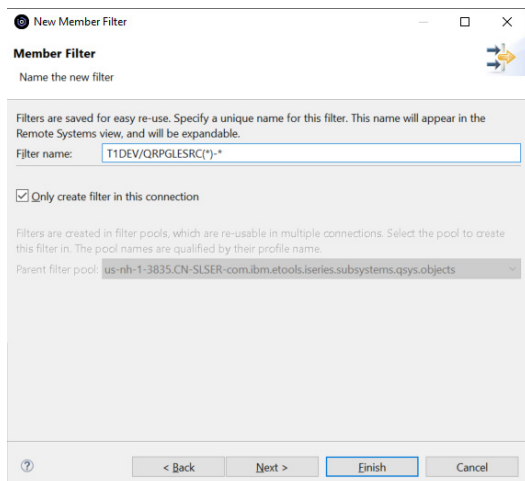 New Member Filter
Member Filter
Name the new filter
Filters are saved for easy re-use. Specify a unique name for this filter. This name will appear in the
Remote Systems view, and will be expandable.
Filter name: T1DEV/QRPGLESRC(*)-*
Only create filter in this connection
Filters are created in filter pools, which are re-usable in multiple connections. Select the pool to create
this filter in. The pool names are qualified by their profile name.
Parent filter pool: us-nh-1-3835.CN-SLSER-com.ibm.etools.iseries.subsystems.qsys.objects
? < Back Next > Finish Cancel